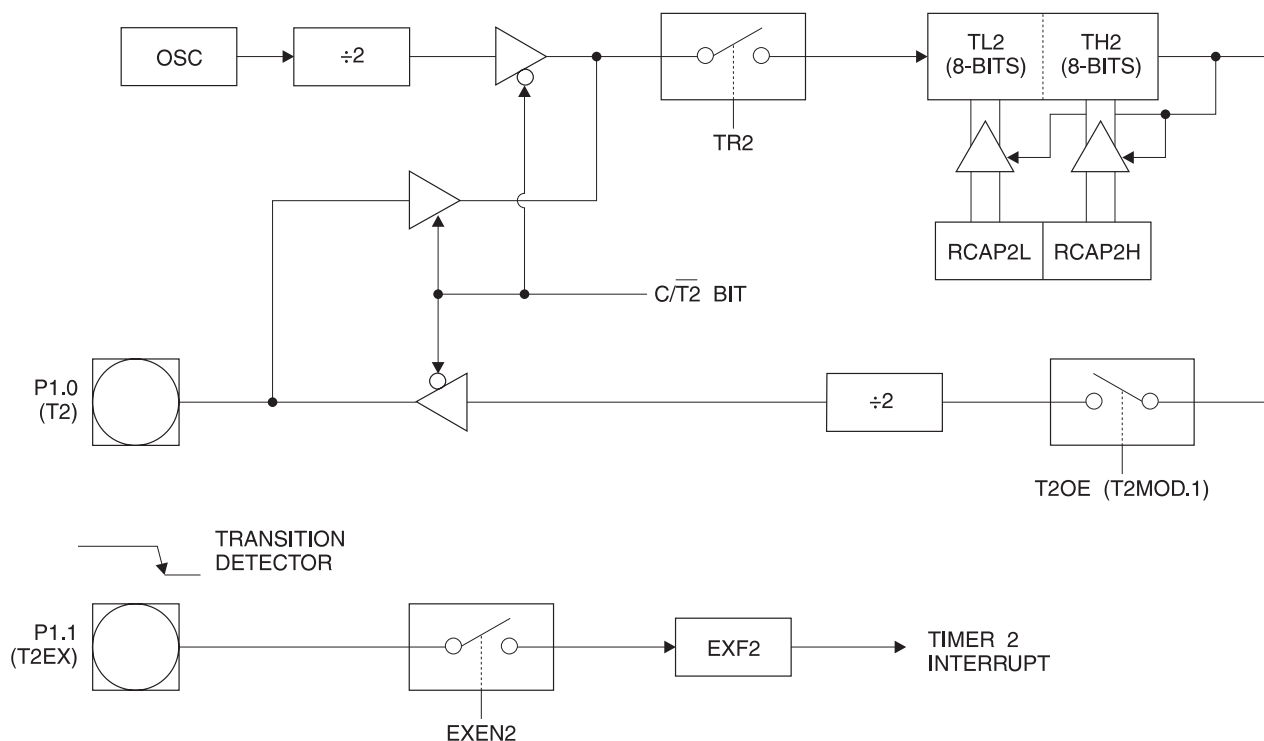 OSC
÷2
TR2
TL2
(8-BITS)
TH2
(8-BITS)
RCAP2L
RCAP2H
C/T2 BIT
P1.0
(T2)
÷2
T2OE (T2MOD.1)
TRANSITION
DETECTOR
P1.1
(T2EX)
EXEN2
EXF2
TIMER 2
INTERRUPT